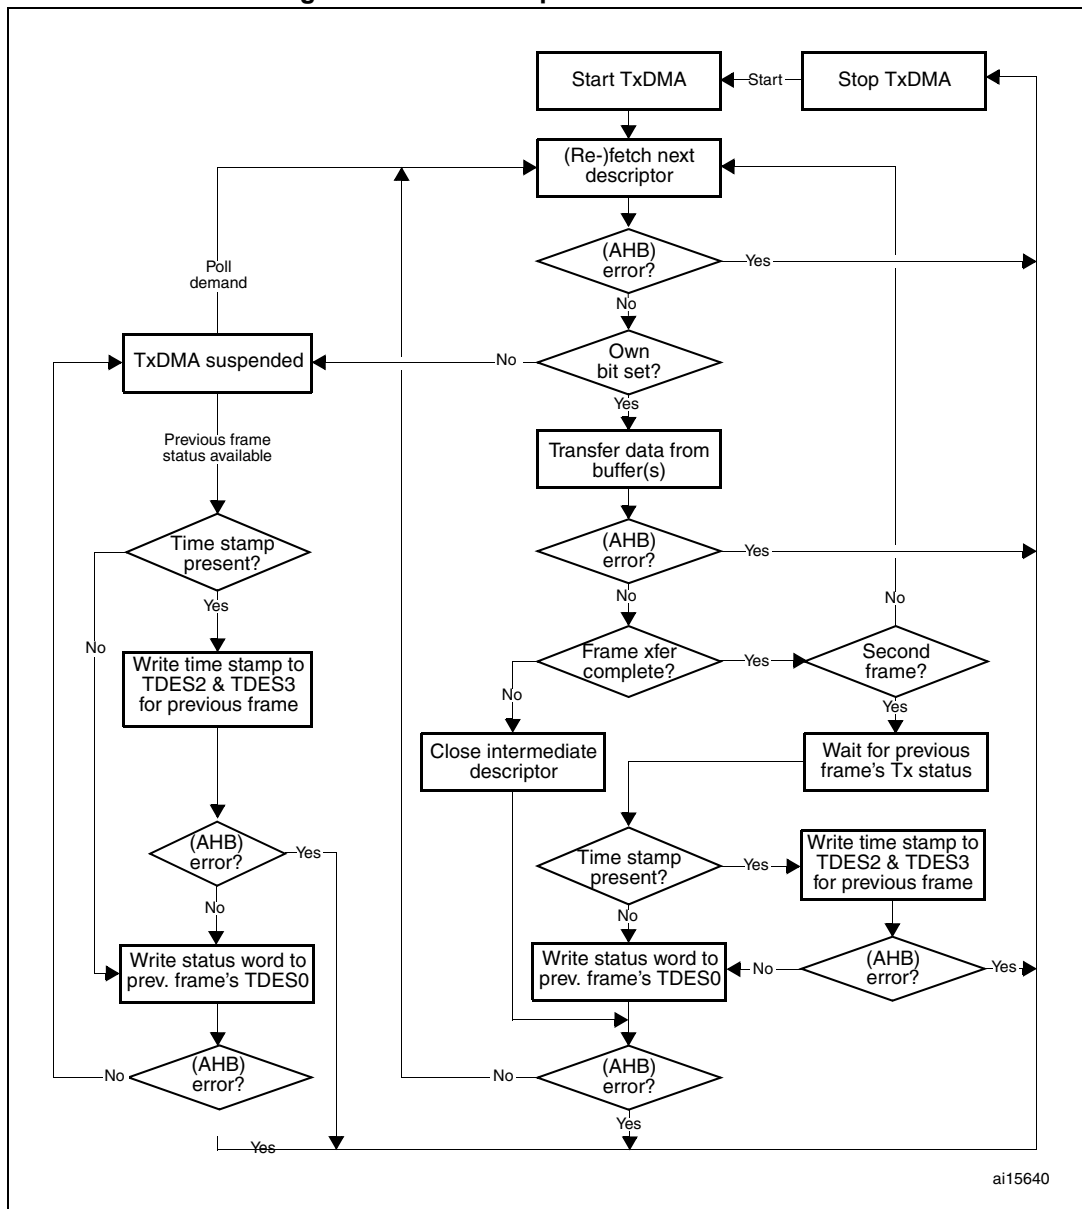 Start TxDMA
Start
Stop TxDMA
(Re-)fetch next
descriptor
(AHB)
error?
Yes
Poll
demand
No
TxDMA suspended
No
Own
bit set?
Yes
Previous frame
status available
Transfer data from
buffer(s)
Time stamp
present?
(AHB)
error?
Yes
Yes
No
No
No
Write time stamp to
TDES2 & TDES3
for previous frame
Frame xfer
complete?
Yes
Second
frame?
No
Yes
Close intermediate
descriptor
Wait for previous
frame's Tx status
(AHB)
error?
Yes
Time stamp
present?
Yes
Write time stamp to
TDES2 & TDES3
for previous frame
No
No
Write status word to
prev. frame's TDES0
Write status word to
prev. frame's TDES0
No
(AHB)
error?
Yes
No
(AHB)
error?
No
(AHB)
error?
Yes
Yes
ai15640